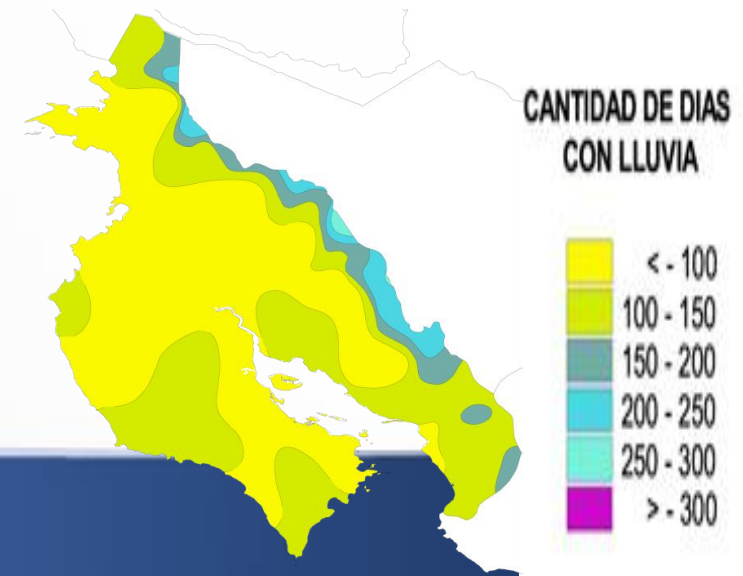 CANTIDAD DE DIAS
CON LLUVIA
< - 100
100 - 150
150 - 200
200 - 250
250 - 300
> - 300